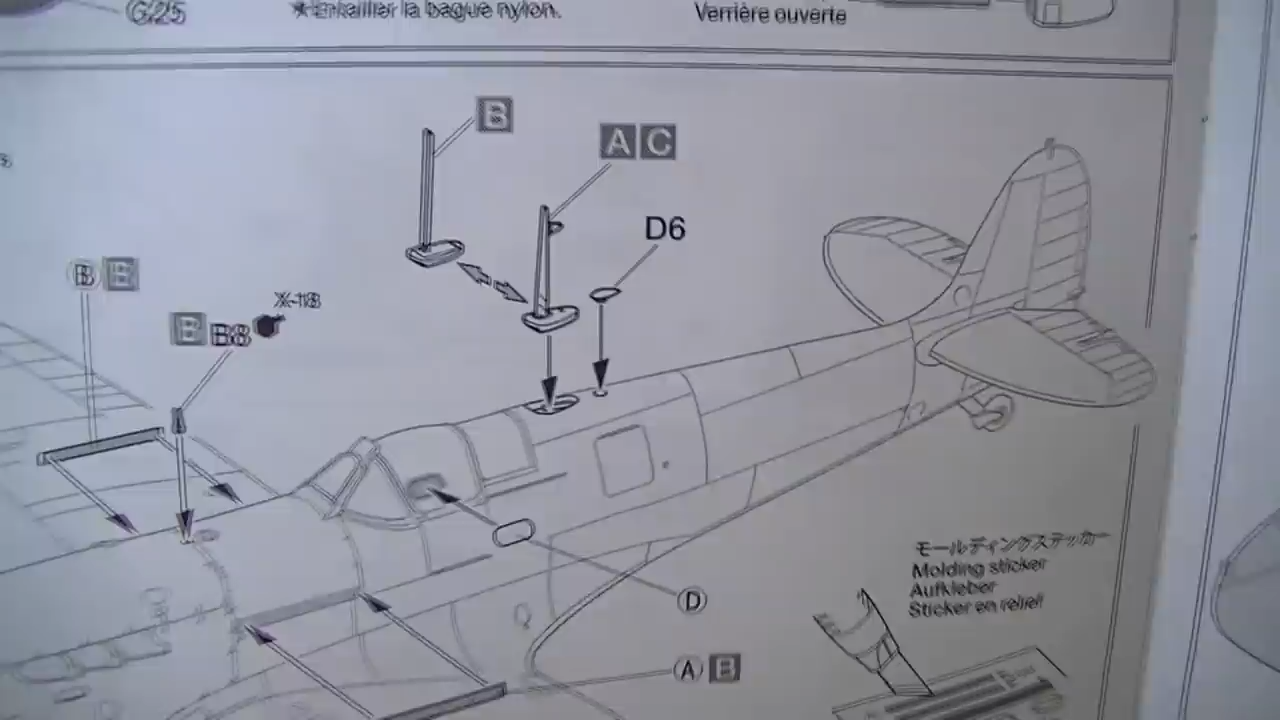 G25
★Entailler la bague nylon.
Verrière ouverte
B
A C
D6
B B
X-18
B B8
モールディングステッカー
Molding sticker
Aufkleber
Sticker en relief
D
A B